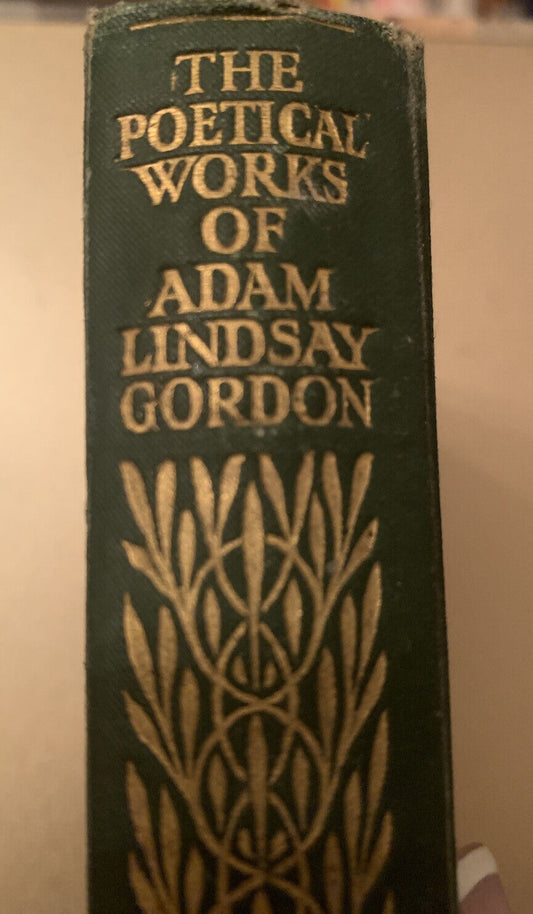 THE
POETICAL
WORKS
OF
ADAM
LINDSAY
GORDON